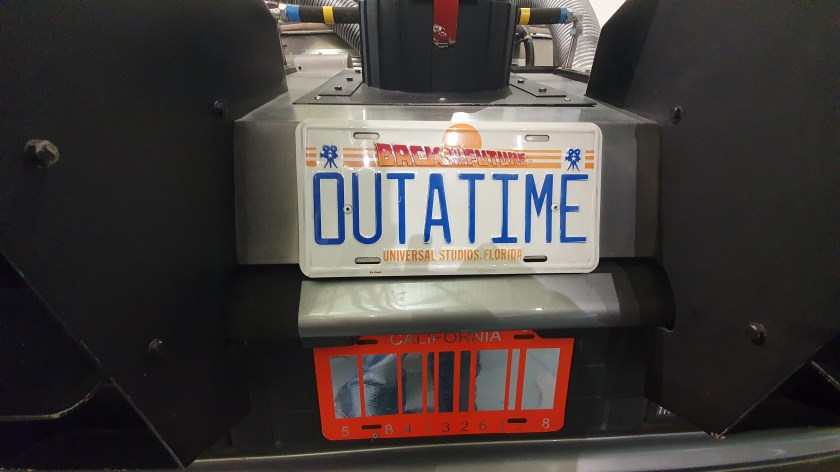 BACK TO THE FUTURE
OUTATIME
UNIVERSAL STUDIOS, FLORIDA
CALIFORNIA